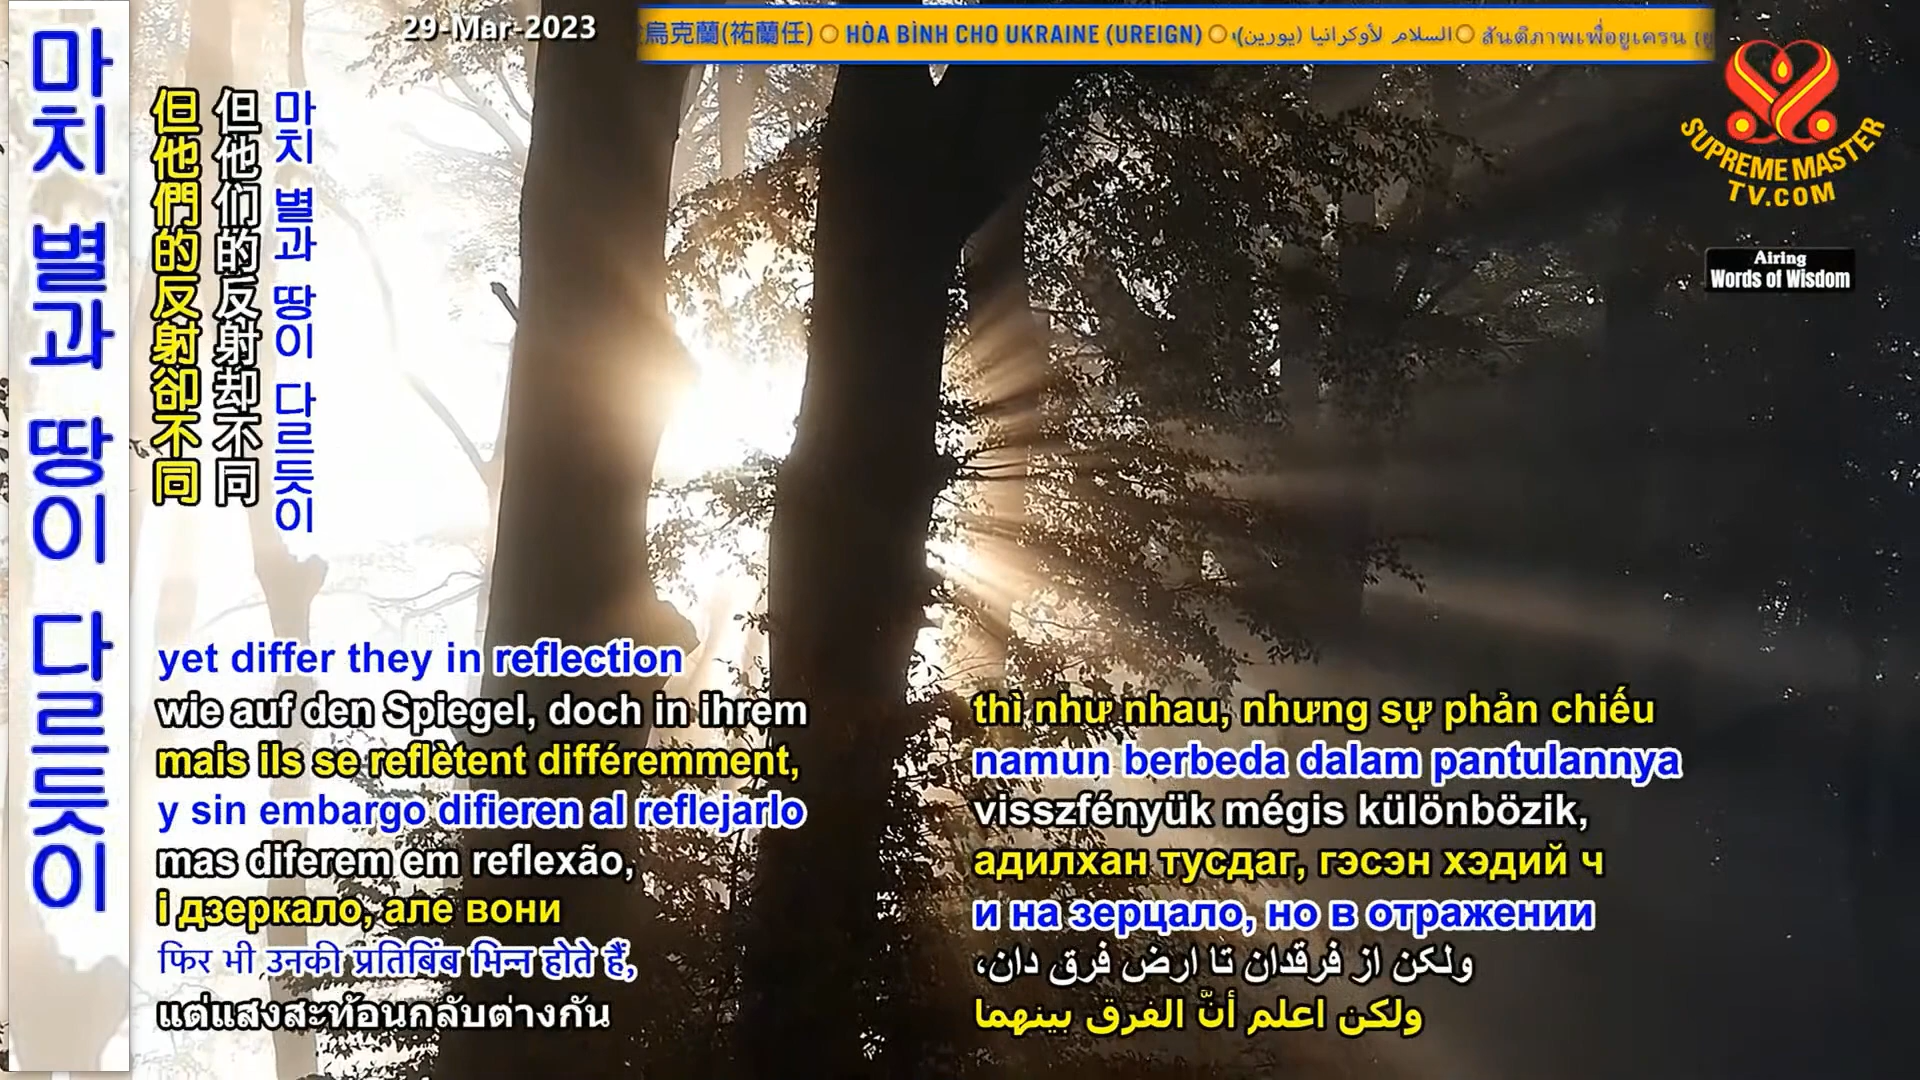 29-Mar-2023
烏克蘭(祐蘭任) HÒA BÌNH CHO UKRAINE (UREIGN) السلام لأوكرانيا (يورين) สันติภาพเพื่อยูเครน
SUPREME MASTER
TV.COM
Airing
Words of Wisdom
마치 별과 땅이 다르듯이
但他們的反射卻不同
但他们的反射却不同
마치 별과 땅이 다르듯이
yet differ they in reflection
wie auf den Spiegel, doch in ihrem
mais ils se reflètent différemment,
y sin embargo difieren al reflejarlo
mas diferem em reflexão,
і дзеркало, але вони
फिर भी उनकी प्रतिबिंब भिन्न होते हैं,
แต่แสงสะท้อนกลับต่างกัน
thì như nhau, nhưng sự phản chiếu
namun berbeda dalam pantulannya
visszfényük mégis különbözik,
адилхан тусдаг, гэсэн хэдий ч
и на зерцало, но в отражении
ولكن از فرقدان تا ارض فرق دان،
ولكن اعلم أنَّ الفرق بينهما